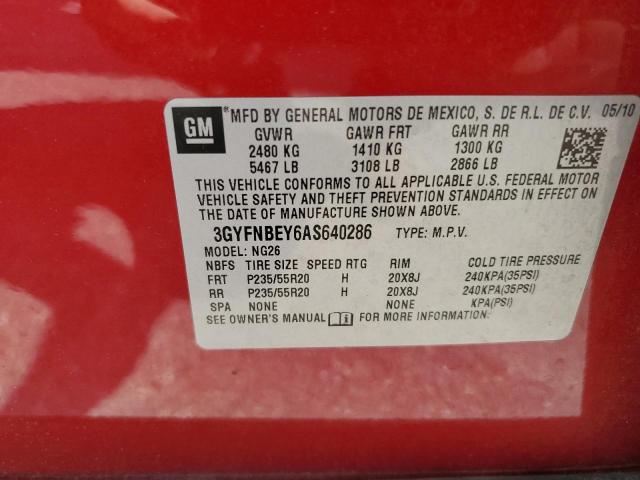 GM
*MFD BY GENERAL MOTORS DE MEXICO, S. DE R.L. DE C.V. 05/10
GVWR GAWR FRT GAWR RR
2480 KG 1410 KG 1300 KG
5467 LB 3108 LB 2866 LB
THIS VEHICLE CONFORMS TO ALL APPLICABLE U.S. FEDERAL MOTOR
VEHICLE SAFETY AND THEFT PREVENTION STANDARDS IN EFFECT ON
THE DATE OF MANUFACTURE SHOWN ABOVE.
3GYFNBEY6AS640286 TYPE: M.P.V.
MODEL: NG26
NBFS TIRE SIZE SPEED RTG RIM COLD TIRE PRESSURE
FRT P235/55R20 H 20X8J 240KPA(35PSI)
RR P235/55R20 H 20X8J 240KPA(35PSI)
SPA NONE NONE KPA(PSI)
SEE OWNER'S MANUAL FOR MORE INFORMATION.